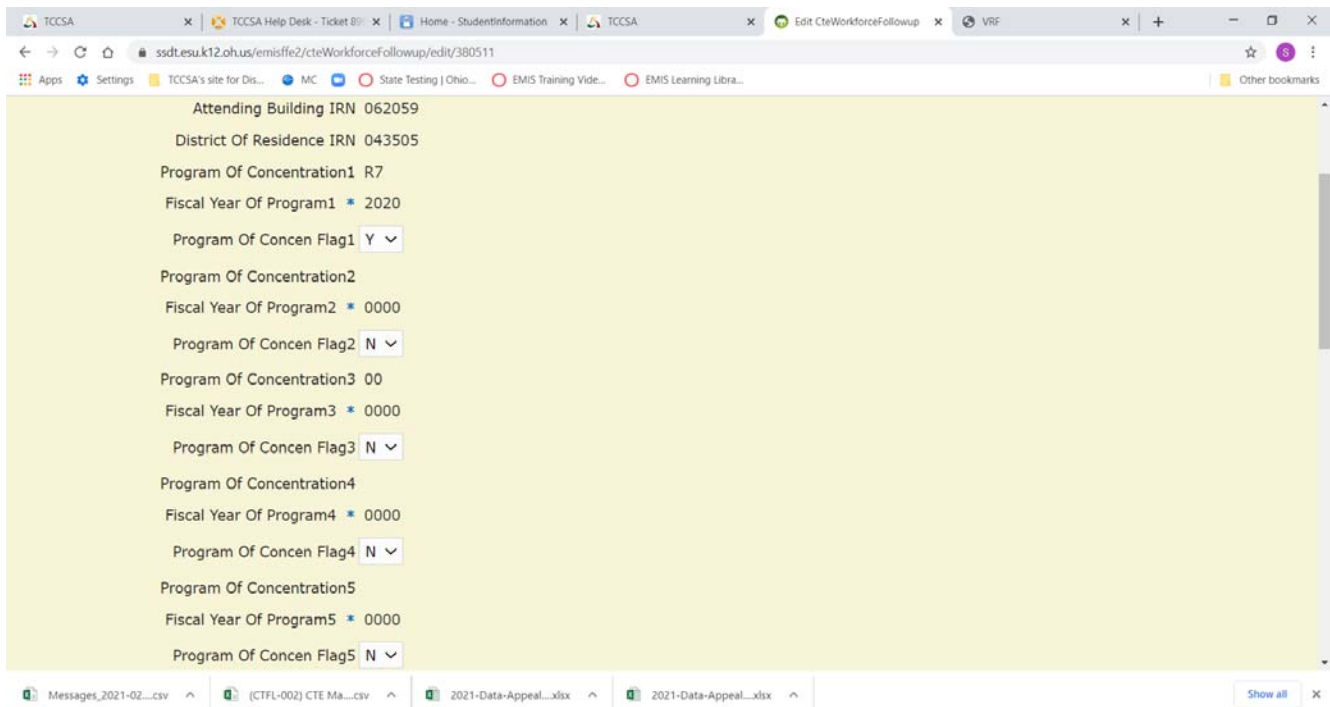 TCCSA TCCSA Help Desk - Ticket 89 Home - StudentInformation TCCSA Edit CteWorkforceFollowup VRF
ssdt.esu.k12.oh.us/emisffe2/cteWorkforceFollowup/edit/380511 S
Apps Settings TCCSA's site for Dis... MC State Testing | Ohio... EMIS Training Vide... EMIS Learning Libra... Other bookmarks
Attending Building IRN 062059
District Of Residence IRN 043505
Program Of Concentration1 R7
Fiscal Year Of Program1 * 2020
Program Of Concen Flag1 Y
Program Of Concentration2
Fiscal Year Of Program2 * 0000
Program Of Concen Flag2 N
Program Of Concentration3 00
Fiscal Year Of Program3 * 0000
Program Of Concen Flag3 N
Program Of Concentration4
Fiscal Year Of Program4 * 0000
Program Of Concen Flag4 N
Program Of Concentration5
Fiscal Year Of Program5 * 0000
Program Of Concen Flag5 N
Messages_2021-02....csv (CTFL-002) CTE Ma....csv 2021-Data-Appeal....xlsx 2021-Data-Appeal....xlsx Show all